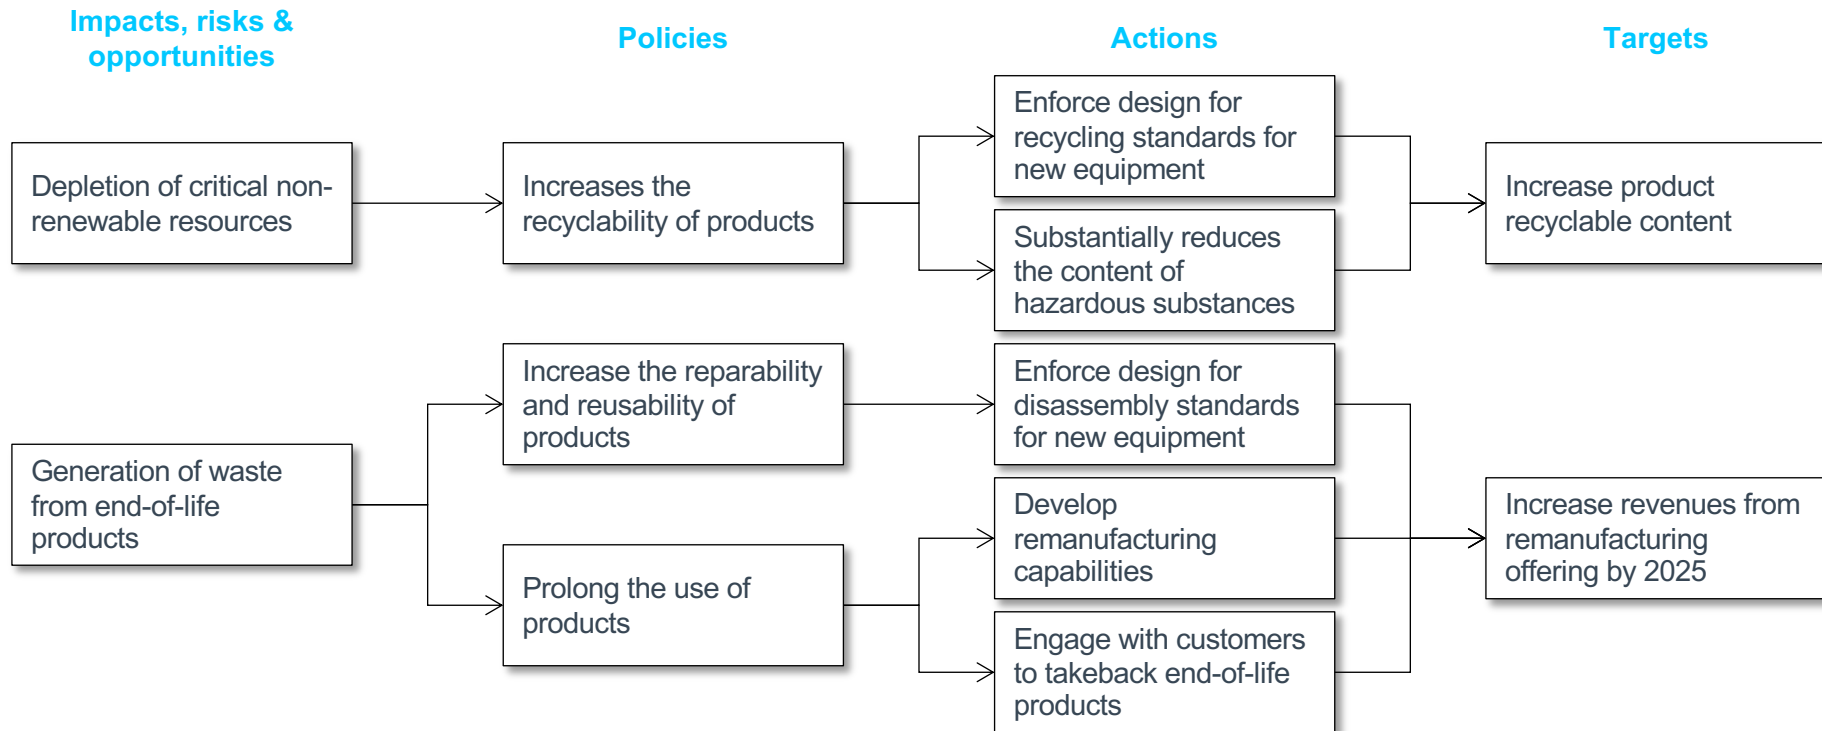 Impacts, risks &
opportunities
Policies
Actions
Targets
Depletion of critical non-
renewable resources
Increases the
recyclability of products
Enforce design for
recycling standards for
new equipment
Substantially reduces
the content of
hazardous substances
Increase product
recyclable content
Generation of waste
from end-of-life
products
Increase the reparability
and reusability of
products
Prolong the use of
products
Enforce design for
disassembly standards
for new equipment
Develop
remanufacturing
capabilities
Engage with customers
to takeback end-of-life
products
Increase revenues from
remanufacturing
offering by 2025